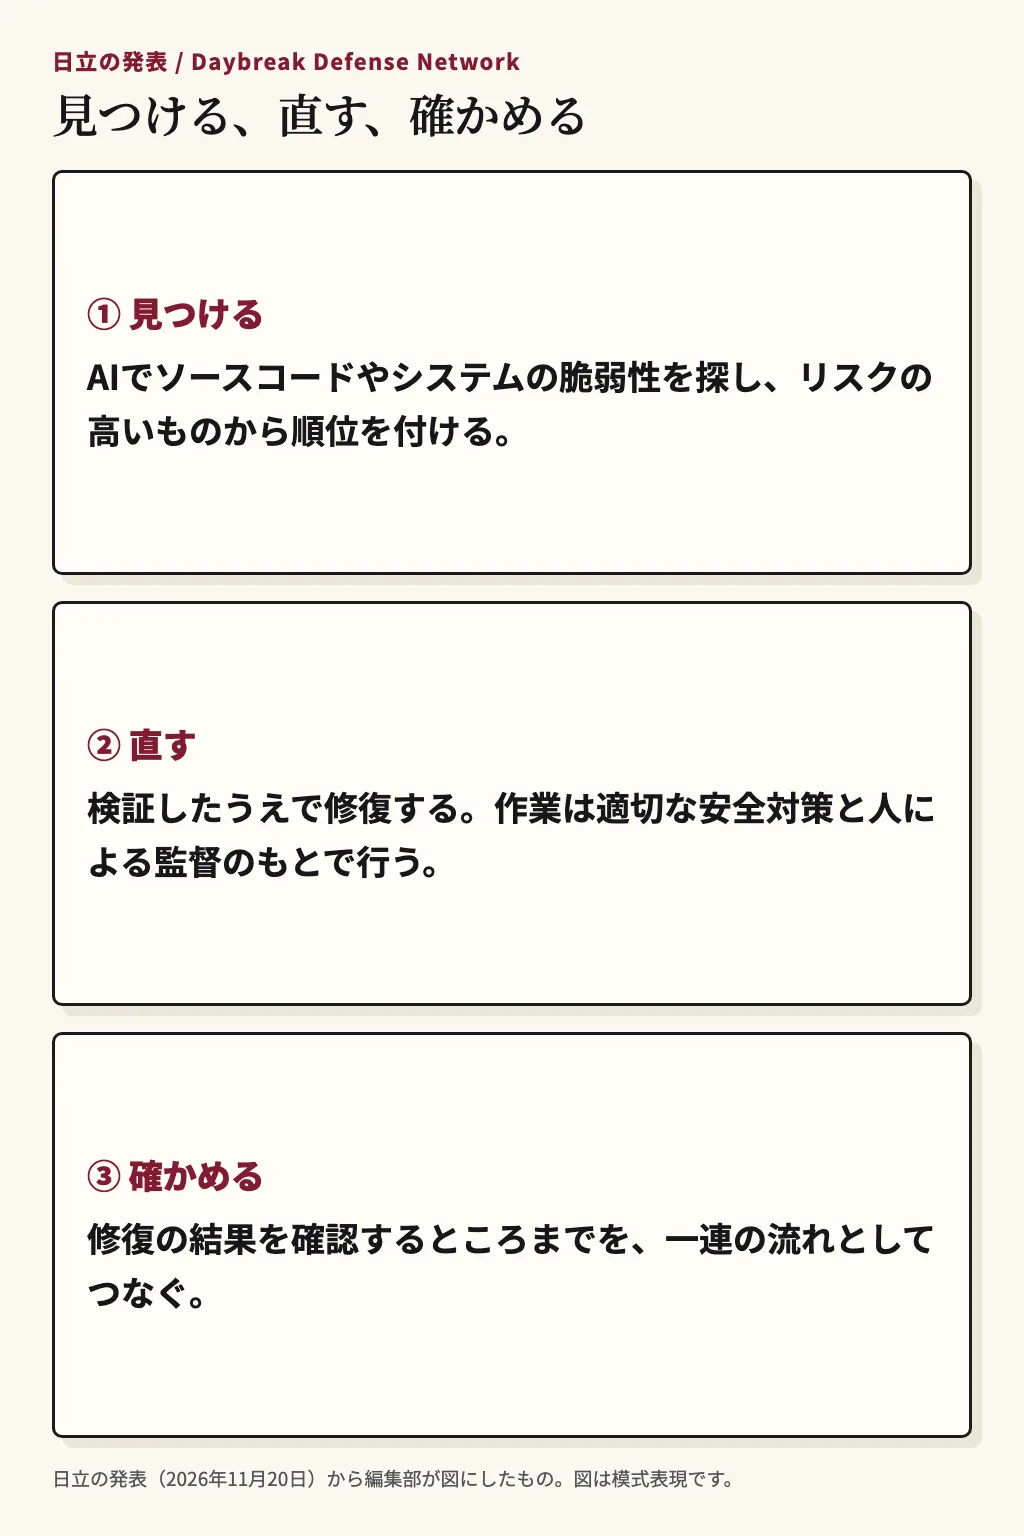 日立の発表 / Daybreak Defense Network
見つける、直す、確かめる
① 見つける
AIでソースコードやシステムの脆弱性を探し、リスクの
高いものから順位を付ける。
② 直す
検証したうえで修復する。作業は適切な安全対策と人に
よる監督のもとで行う。
③ 確かめる
修復の結果を確認するところまでを、一連の流れとして
つなぐ。
日立の発表（2026年11月20日）から編集部が図にしたもの。図は模式表現です。